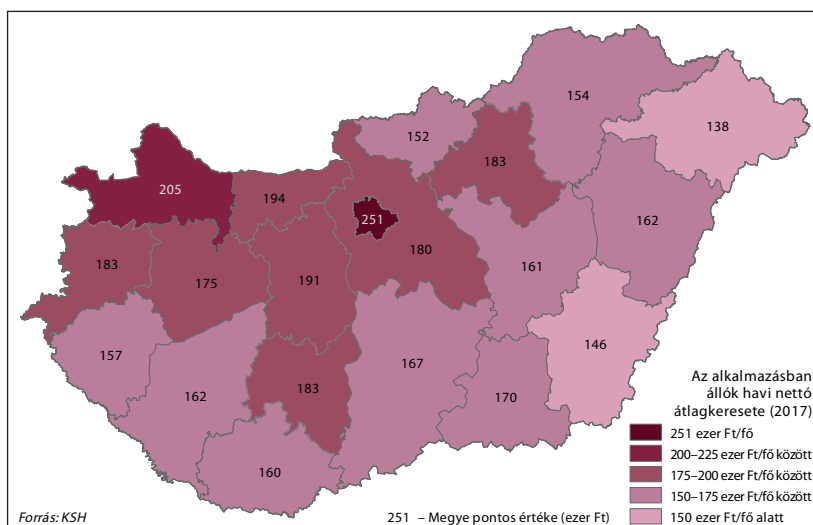 154
138
152
183
205
194
251
162
183
180
175
191
161
146
157
167
162
183
170
160
Az alkalmazásban
állók havi nettó
átlagkeresete (2017)
251 ezer Ft/fő
200–225 ezer Ft/fő között
175–200 ezer Ft/fő között
150–175 ezer Ft/fő között
150 ezer Ft/fő alatt
Forrás: KSH
251 – Megye pontos értéke (ezer Ft)